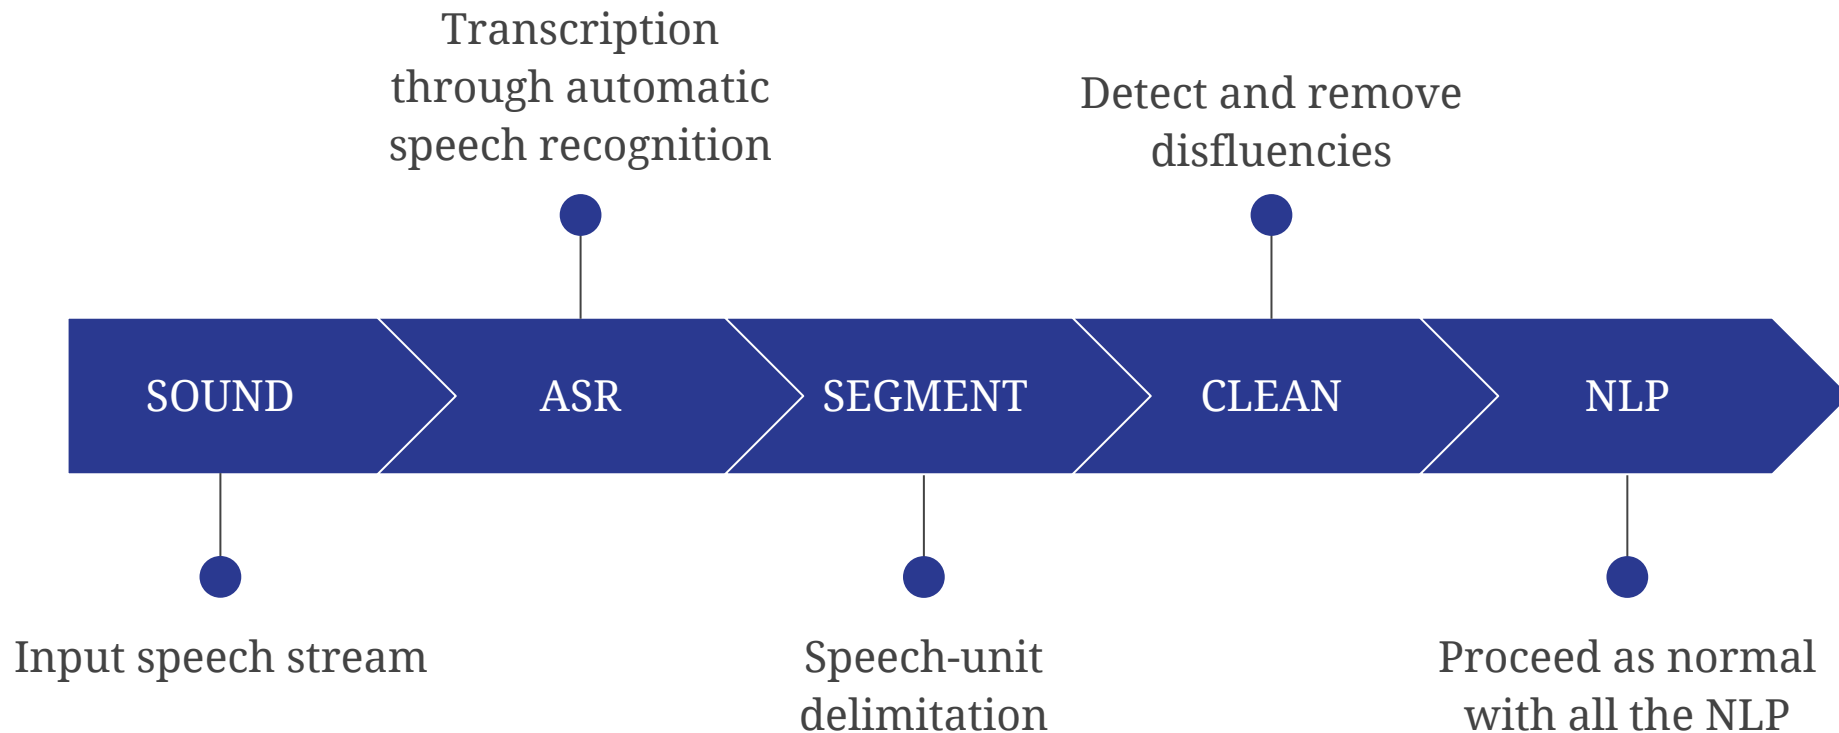 Transcription
through automatic
speech recognition
Detect and remove
disfluencies
SOUND
ASR
SEGMENT
CLEAN
NLP
Input speech stream
Speech-unit
delimitation
Proceed as normal
with all the NLP